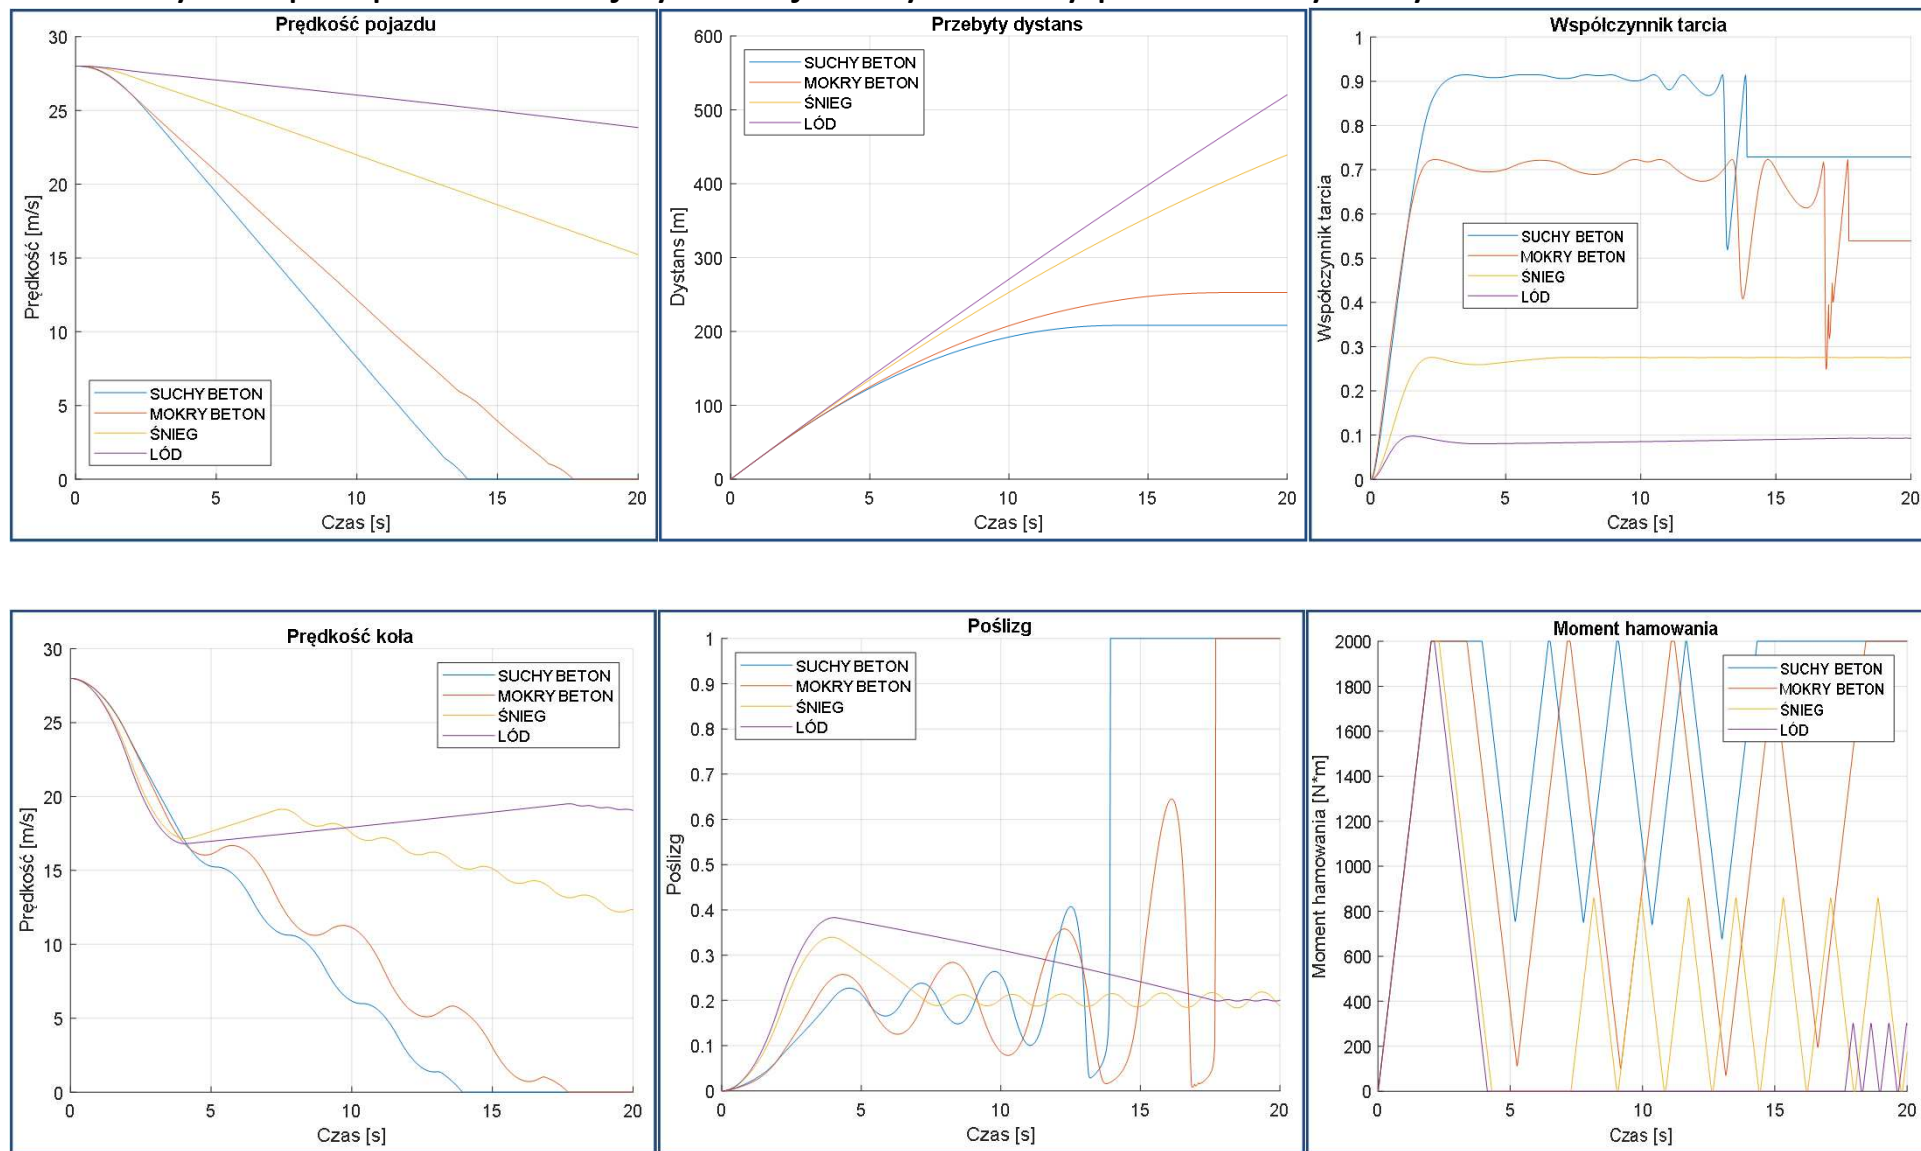 Prędkość pojazdu
30
25
20
15
10
5
0
Prędkość [m/s]
SUCHY BETON
MOKRY BETON
ŚNIEG
LÓD
0 5 10 15 20
Czas [s]
Przebyty dystans
600
500
400
300
200
100
0
Dystans [m]
SUCHY BETON
MOKRY BETON
ŚNIEG
LÓD
0 5 10 15 20
Czas [s]
Współczynnik tarcia
1
0.9
0.8
0.7
0.6
0.5
0.4
0.3
0.2
0.1
0
Współczynnik tarcia
SUCHY BETON
MOKRY BETON
ŚNIEG
LÓD
0 5 10 15 20
Czas [s]
Prędkość koła
30
25
20
15
10
5
0
Prędkość [m/s]
SUCHY BETON
MOKRY BETON
ŚNIEG
LÓD
0 5 10 15 20
Czas [s]
Poślizg
1
0.9
0.8
0.7
0.6
0.5
0.4
0.3
0.2
0.1
0
Poślizg
SUCHY BETON
MOKRY BETON
ŚNIEG
LÓD
0 5 10 15 20
Czas [s]
Moment hamowania
2000
1800
1600
1400
1200
1000
800
600
400
200
0
Moment hamowania [N*m]
SUCHY BETON
MOKRY BETON
ŚNIEG
LÓD
0 5 10 15 20
Czas [s]